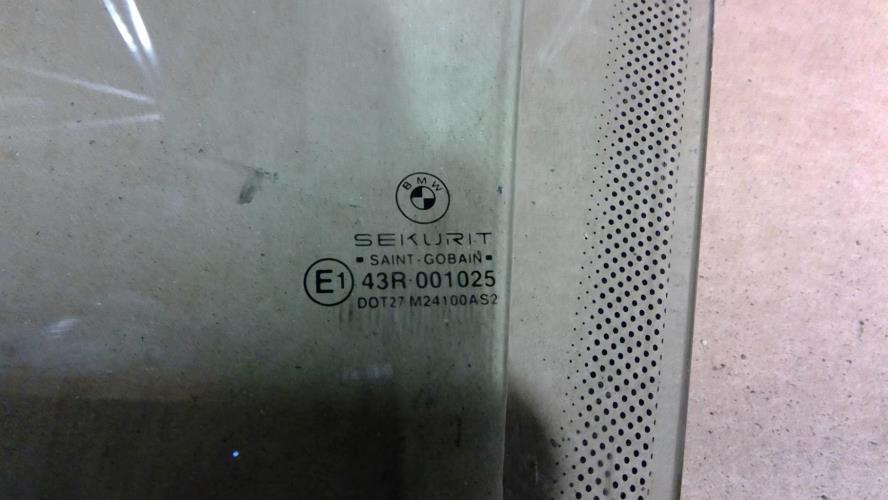 BMW
SEKURIT
SAINT-GOBAIN
E1 43R-001025
DOT27 M24100AS2